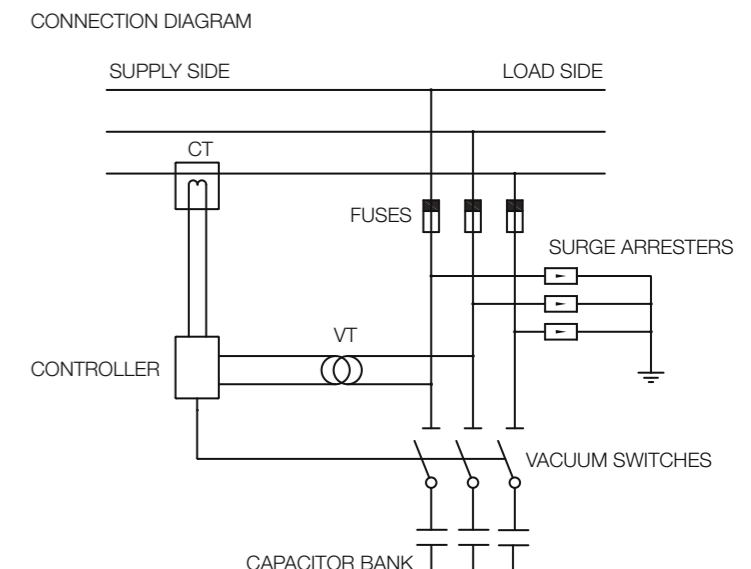 CONNECTION DIAGRAM
SUPPLY SIDE
LOAD SIDE
CT
FUSES
SURGE ARRESTERS
VT
CONTROLLER
VACUUM SWITCHES
CAPACITOR BANK